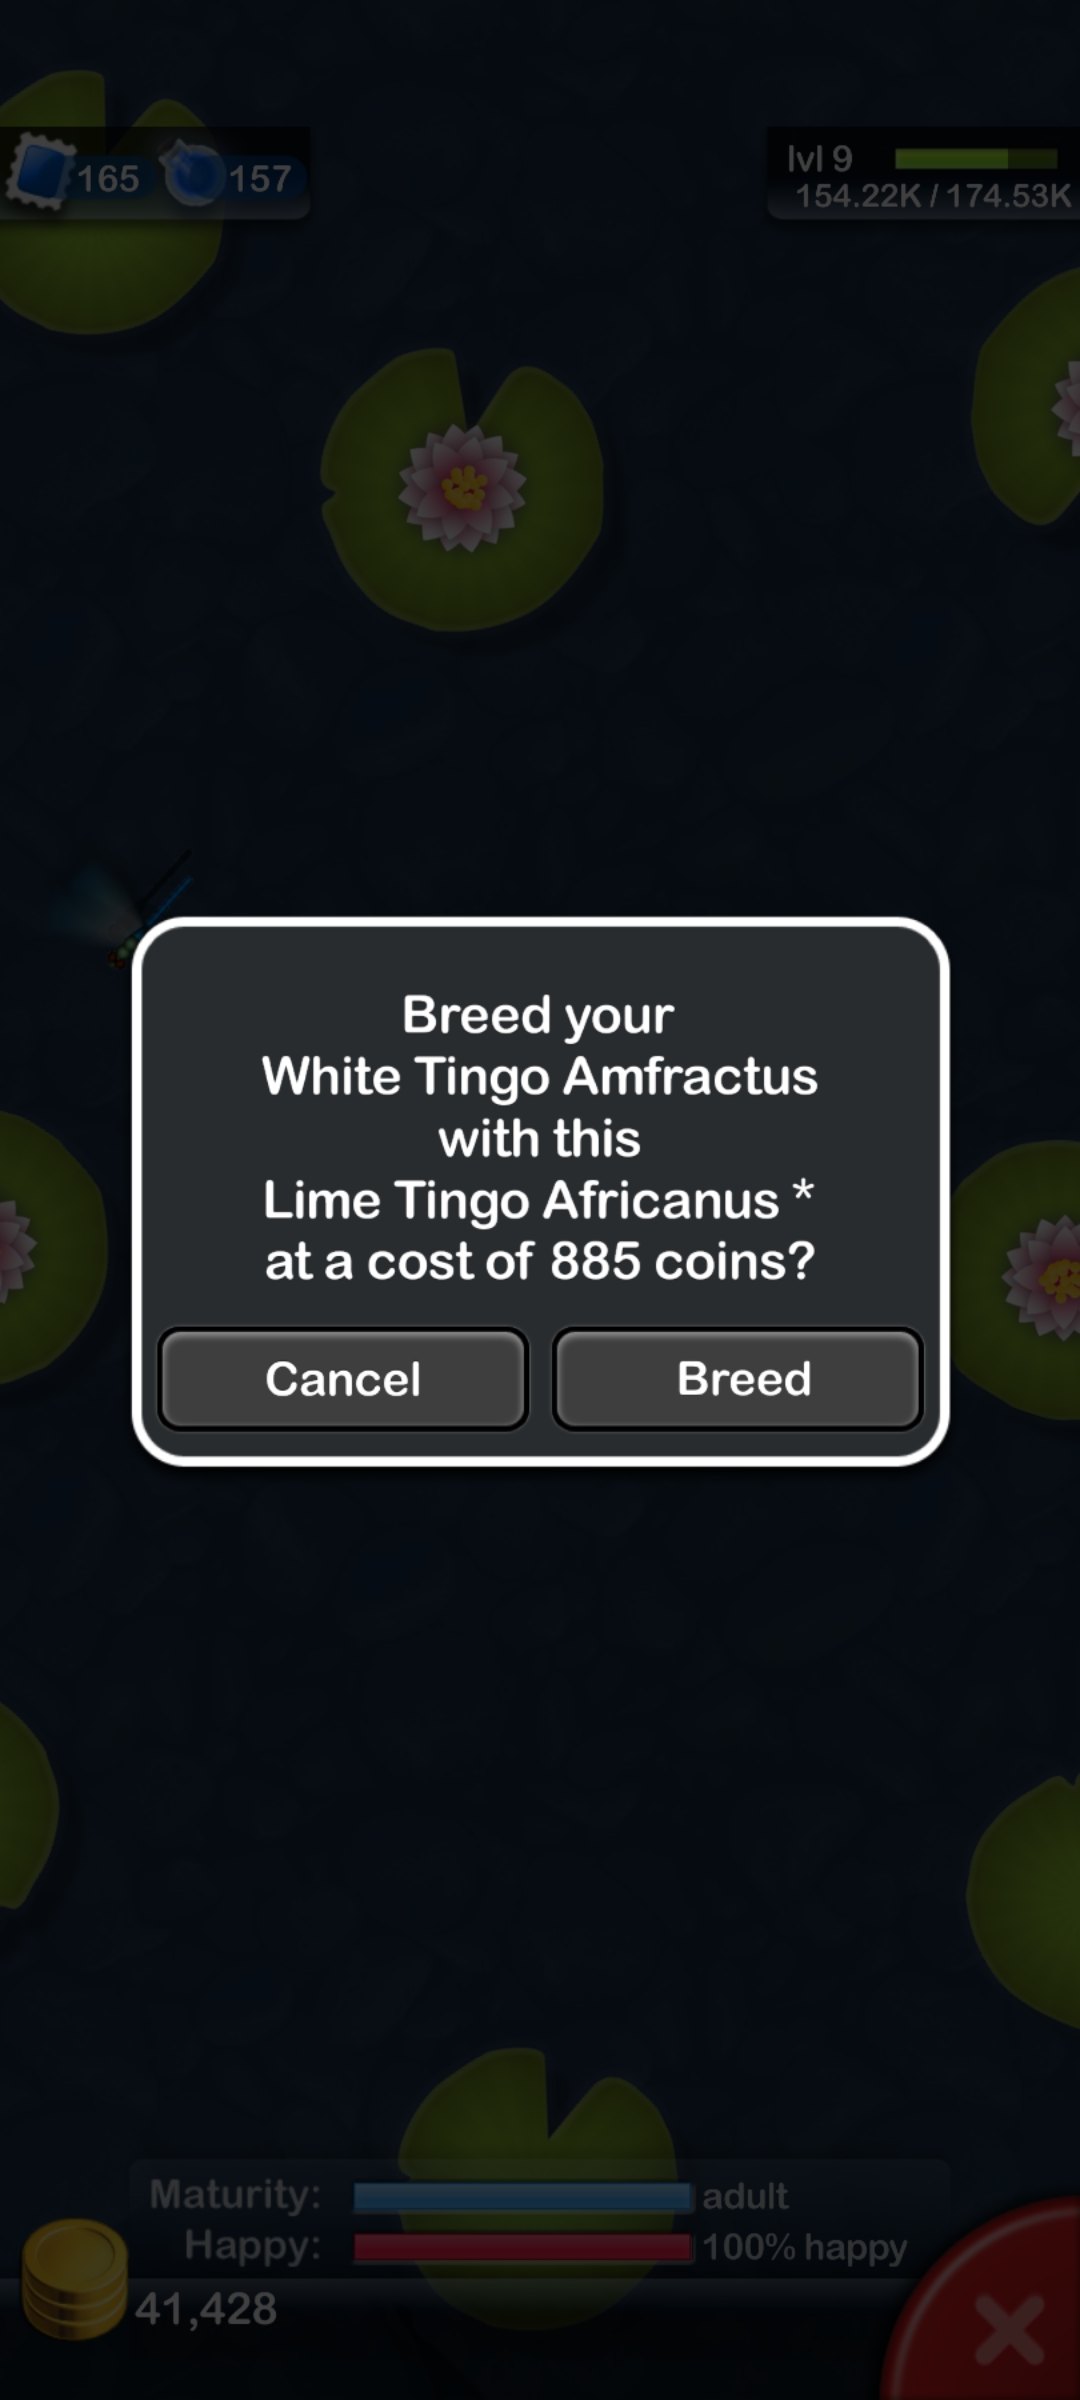 165 157
lvl 9
154.22K / 174.53K
Breed your
White Tingo Amfractus
with this
Lime Tingo Africanus *
at a cost of 885 coins?
Cancel Breed
Maturity: adult
Happy: 100% happy
41,428